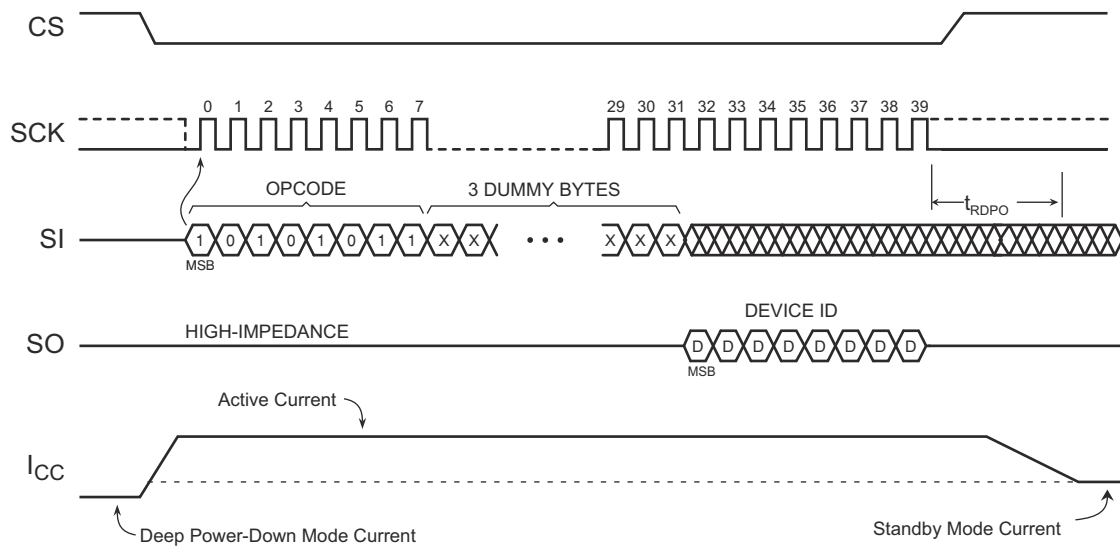 CS
0 1 2 3 4 5 6 7 29 30 31 32 33 34 35 36 37 38 39
SCK
OPCODE 3 DUMMY BYTES
tRDPO
SI 1 0 1 0 1 0 1 1 X X • • • X X X
MSB
DEVICE ID
HIGH-IMPEDANCE
SO D D D D D D D D
MSB
Active Current
ICC
Deep Power-Down Mode Current
Standby Mode Current